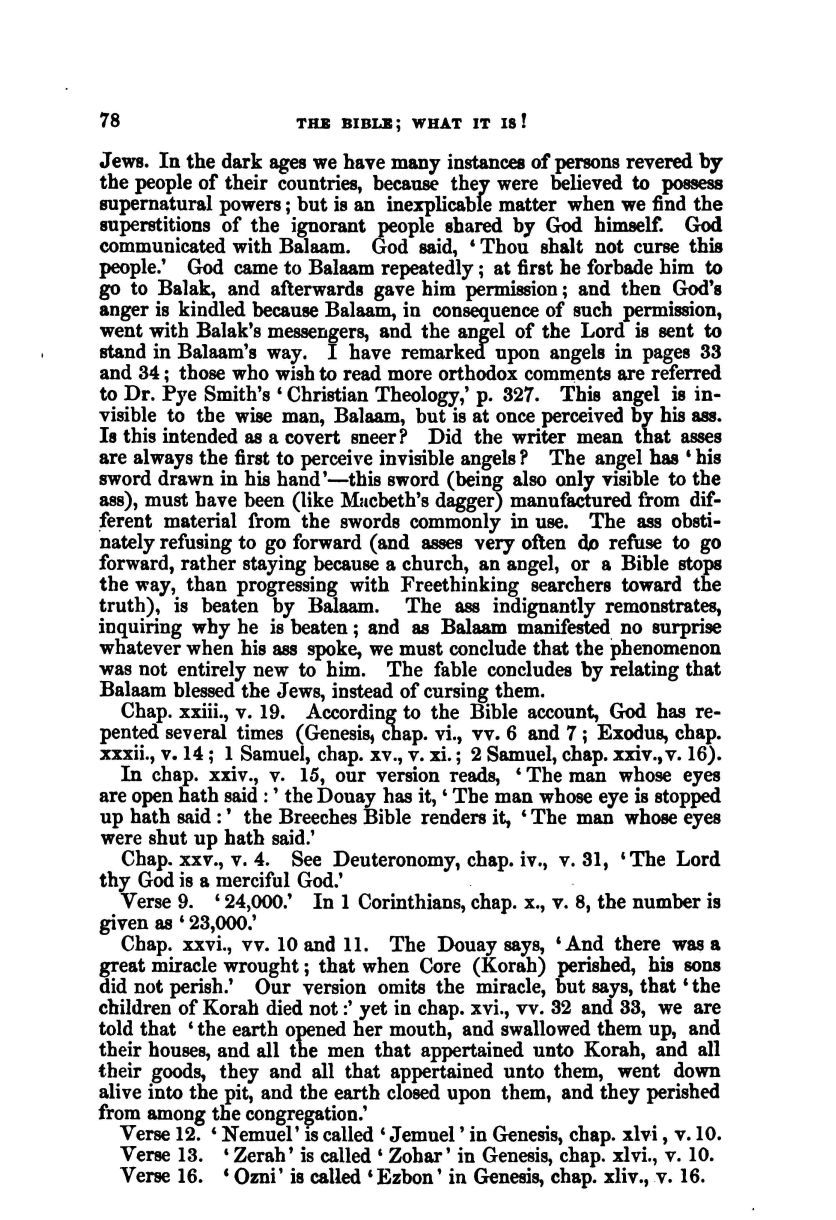 78 THE BIBLE; WHAT IT IS!
Jews. In the dark ages we have many instances of persons revered by
the people of their countries, because they were believed to possess
supernatural powers; but is an inexplicable matter when we find the
superstitions of the ignorant people shared by God himself. God
communicated with Balaam. God said, ‘Thou shalt not curse this
people.’ God came to Balaam repeatedly; at first he forbade him to
go to Balak, and afterwards gave him permission; and then God's
anger is kindled because Balaam, in consequence of such permission,
went with Balak's messengers, and the angel of the Lord is sent to
stand in Balaam's way. I have remarked upon angels in pages 33
and 34; those who wish to read more orthodox comments are referred
to Dr. Pye Smith's ‘Christian Theology,’ p. 327. This angel is in-
visible to the wise man, Balaam, but is at once perceived by his ass.
Is this intended as a covert sneer? Did the writer mean that asses
are always the first to perceive invisible angels? The angel has ‘his
sword drawn in his hand’—this sword (being also only visible to the
ass), must have been (like Macbeth's dagger) manufactured from dif-
ferent material from the swords commonly in use. The ass obsti-
nately refusing to go forward (and asses very often do refuse to go
forward, rather staying because a church, an angel, or a Bible stops
the way, than progressing with Freethinking searchers toward the
truth), is beaten by Balaam. The ass indignantly remonstrates,
inquiring why he is beaten; and as Balaam manifested no surprise
whatever when his ass spoke, we must conclude that the phenomenon
was not entirely new to him. The fable concludes by relating that
Balaam blessed the Jews, instead of cursing them.
Chap. xxiii., v. 19. According to the Bible account, God has re-
pented several times (Genesis, chap. vi., vv. 6 and 7; Exodus, chap.
xxxii., v. 14; 1 Samuel, chap. xv., v. xi.; 2 Samuel, chap. xxiv., v. 16).
In chap. xxiv., v. 15, our version reads, ‘The man whose eyes
are open hath said:’ the Douay has it, ‘The man whose eye is stopped
up hath said:’ the Breeches Bible renders it, ‘The man whose eyes
were shut up hath said.’
Chap. xxv., v. 4. See Deuteronomy, chap. iv., v. 31, ‘The Lord
thy God is a merciful God.’
Verse 9. ‘24,000.’ In 1 Corinthians, chap. x., v. 8, the number is
given as ‘23,000.’
Chap. xxvi., vv. 10 and 11. The Douay says, ‘And there was a
great miracle wrought; that when Core (Korah) perished, his sons
did not perish.’ Our version omits the miracle, but says, that ‘the
children of Korah died not:’ yet in chap. xvi., vv. 32 and 33, we are
told that ‘the earth opened her mouth, and swallowed them up, and
their houses, and all the men that appertained unto Korah, and all
their goods, they and all that appertained unto them, went down
alive into the pit, and the earth closed upon them, and they perished
from among the congregation.’
Verse 12. ‘Nemuel’ is called ‘Jemuel’ in Genesis, chap. xlvi, v. 10.
Verse 13. ‘Zerah’ is called ‘Zohar’ in Genesis, chap. xlvi., v. 10.
Verse 16. ‘Ozni’ is called ‘Ezbon’ in Genesis, chap. xliv., v. 16.